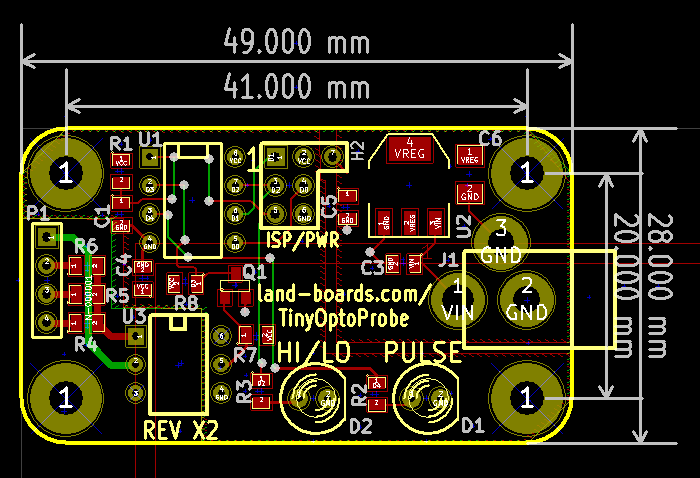 49.000 mm
41.000 mm
R1
U1
C6
1
1
4
VREG
1
VREG
1
H2
P1
C1
C5
2
GND
U2
ISP/PWR
3
GND
R6
C4
Q1
C3
J1
20.000 mm
28.000 mm
R5
R8
land-boards.com/
TinyOptoProbe
1
VIN
2
GND
U3
R4
R7
HI/LO
PULSE
1
R3
R2
1
REV X2
D2
D1